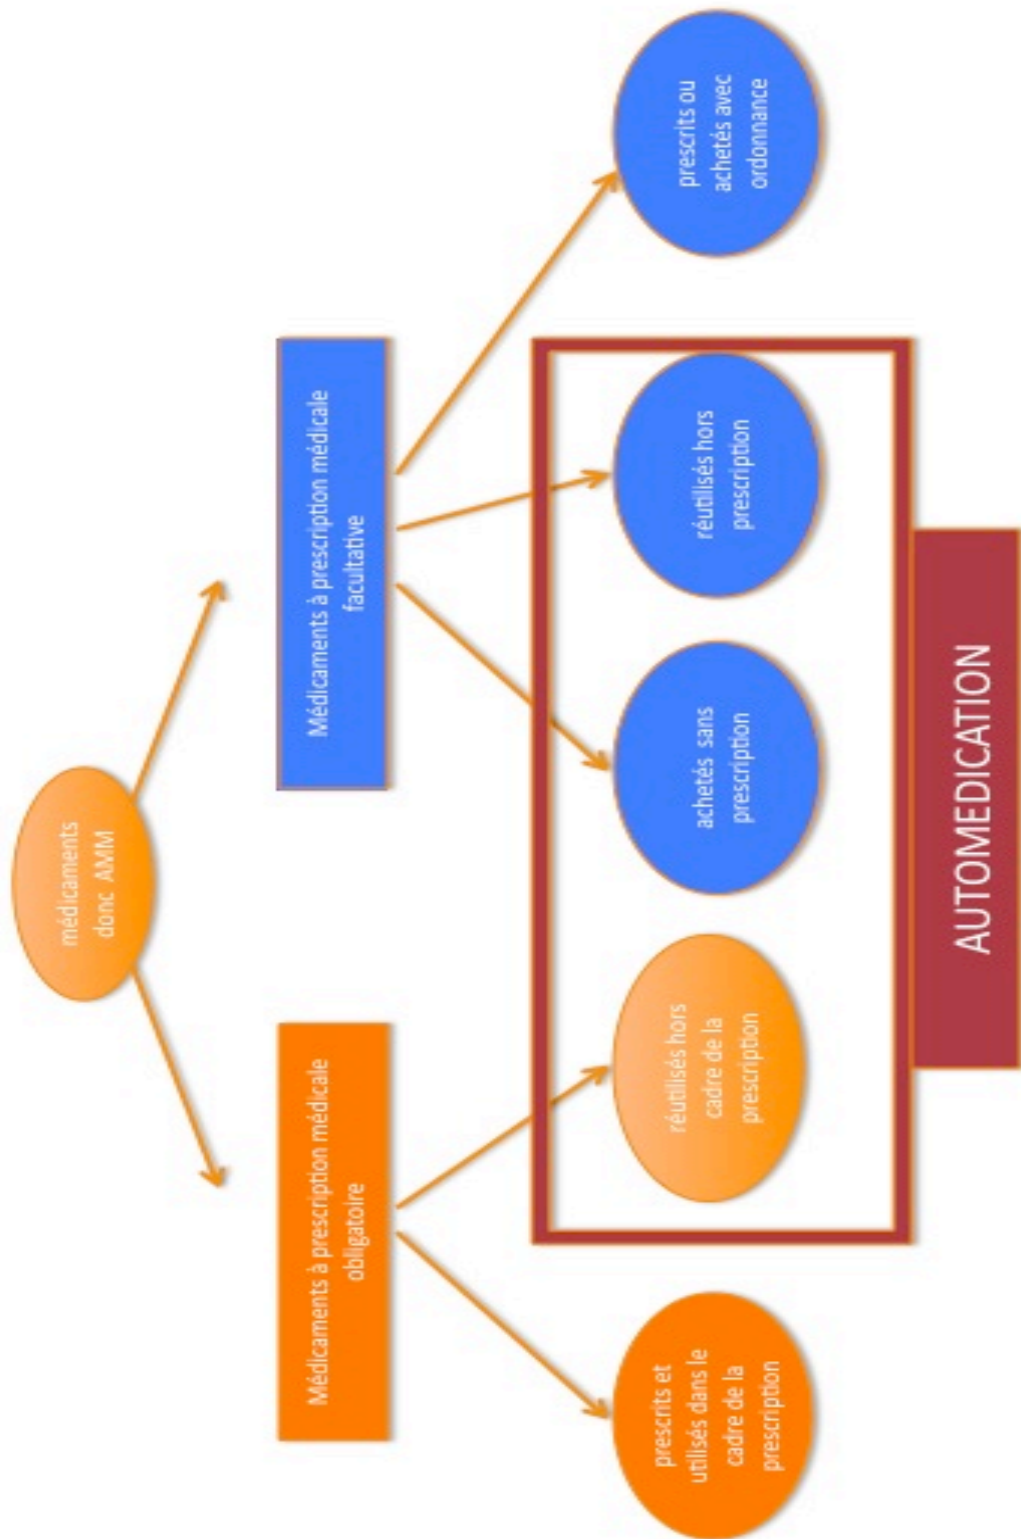 médicaments
donc AMM
Médicaments à prescription médicale
obligatoire
Médicaments à prescription médicale
facultative
prescrits et
utilisés dans le
cadre de la
prescription
réutilisés hors
cadre de la
prescription
achetés sans
prescription
réutilisés hors
prescription
prescrits ou
achetés avec
ordonnance
AUTOMEDICATION